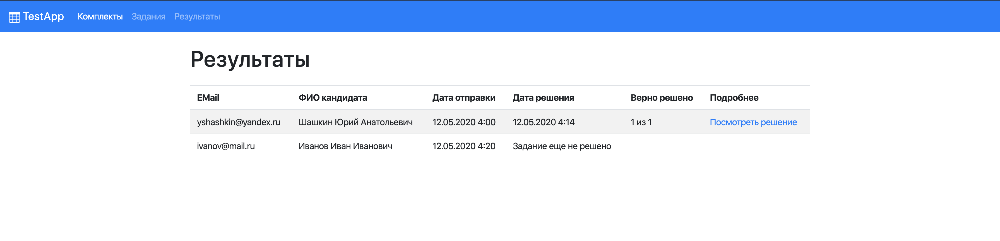 TestApp Комплекты Задания Результаты
Результаты
EMail ФИО кандидата Дата отправки Дата решения Верно решено Подробнее
yshashkin@yandex.ru Шашкин Юрий Анатольевич 12.05.2020 4:00 12.05.2020 4:14 1 из 1 Посмотреть решение
ivanov@mail.ru Иванов Иван Иванович 12.05.2020 4:20 Задание еще не решено